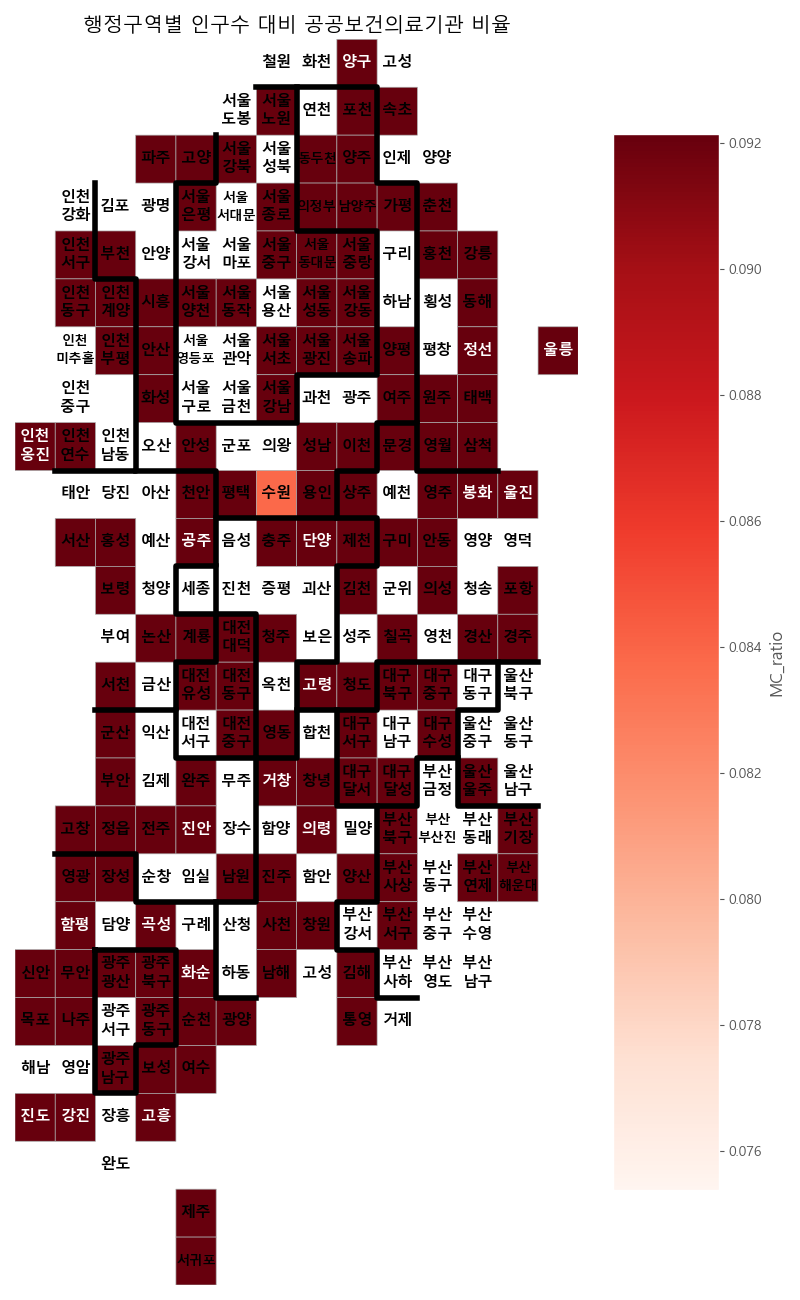 행정구역별 인구수 대비 공공보건의료기관 비율
철원 화천 양구 고성
서울 서울 연천 포천 속초
도봉 노원
파주 고양 서울 서울 동두천 양주 인제 양양
강북 성북
인천 김포 광명 서울 서울 서울 의정부 남양주 가평 춘천
강화 은평 서대문 종로
인천 부천 안양 서울 서울 서울 서울 서울 구리 홍천 강릉
서구 강서 마포 중구 동대문 중랑
인천 인천 시흥 서울 서울 서울 서울 서울 하남 횡성 동해
동구 계양 양천 동작 용산 성동 강동
인천 인천 안산 서울 서울 서울 서울 서울 양평 평창 정선 울릉
미추홀 부평 영등포 관악 서초 광진 송파
인천 화성 서울 서울 서울 과천 광주 여주 원주 태백
중구 구로 금천 강남
인천 인천 인천 오산 안성 군포 의왕 성남 이천 문경 영월 삼척
옹진 연수 남동
태안 당진 아산 천안 평택 수원 용인 상주 예천 영주 봉화 울진
서산 홍성 예산 공주 음성 충주 단양 제천 구미 안동 영양 영덕
보령 청양 세종 진천 증평 괴산 김천 군위 의성 청송 포항
부여 논산 계룡 대전 청주 보은 성주 칠곡 영천 경산 경주
대덕
서천 금산 대전 대전 옥천 고령 청도 대구 대구 대구 울산
유성 동구 북구 중구 동구 북구
군산 익산 대전 대전 영동 합천 대구 대구 대구 울산 울산
서구 중구 서구 남구 수성 중구 동구
부안 김제 완주 무주 거창 창녕 대구 대구 부산 울산 울산
달서 달성 금정 울주 남구
고창 정읍 전주 진안 장수 함양 의령 밀양 부산 부산 부산 부산
북구 부산진 동래 기장
영광 장성 순창 임실 남원 진주 함안 양산 부산 부산 부산 부산
사상 동구 연제 해운대
함평 담양 곡성 구례 산청 사천 창원 부산 부산 부산 부산
강서 서구 중구 수영
신안 무안 광주 광주 화순 하동 남해 고성 김해 부산 부산 부산
광산 북구 사하 영도 남구
목포 나주 광주 광주 순천 광양 통영 거제
서구 동구
해남 영암 광주 보성 여수
남구
진도 강진 장흥 고흥
완도
제주
서귀포
0.092
0.090
0.088
0.086
0.084
0.082
0.080
0.078
0.076
MC_ratio